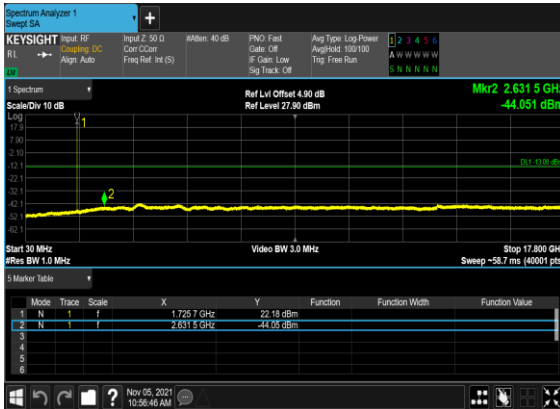 Spectrum Analyzer 1
Swept SA
KEYSIGHT Input: RF Input Z: 50 Ω #Atten: 40 dB PNO: Fast Avg Type: Log-Power 1 2 3 4 5 6
RL Coupling: DC Corr CCorr Gate: Off Avg|Hold: 100/100 A W W W W W
Align: Auto Freq Ref: Int (S) IF Gain: Low Trig: Free Run
LW Sig Track: Off S N N N N N
1 Spectrum Ref Lvl Offset 4.90 dB Mkr2 2.631 5 GHz
Scale/Div 10 dB Ref Level 27.90 dBm -44.051 dBm
Log
17.9 1
7.90
-2.10
-12.1 DL1 -13.00 dBm
-22.1
-32.1
-42.1 2
-52.1
-62.1
Start 30 MHz Video BW 3.0 MHz Stop 17.800 GHz
#Res BW 1.0 MHz Sweep ~58.7 ms (40001 pts)
5 Marker Table
Mode Trace Scale X Y Function Function Width Function Value
1 N 1 f 1.725 7 GHz 22.18 dBm
2 N 1 f 2.631 5 GHz -44.05 dBm
3
4
5
6
? Nov 05, 2021
10:56:46 AM